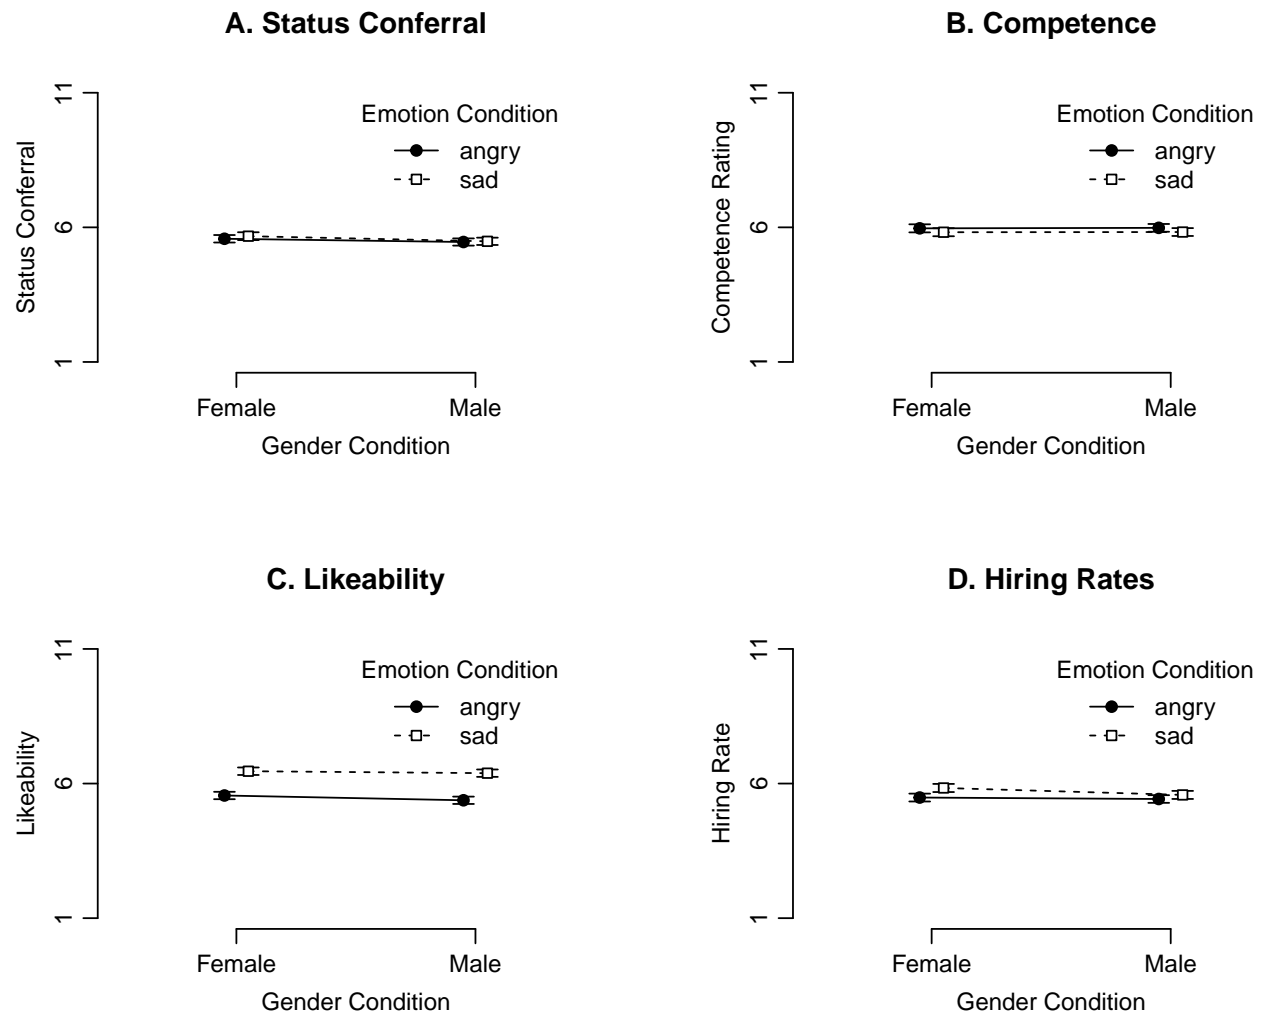 A. Status Conferral
11
6
1
Status Conferral
Emotion Condition
angry
sad
Female
Male
Gender Condition
B. Competence
11
6
1
Competence Rating
Emotion Condition
angry
sad
Female
Male
Gender Condition
C. Likeability
11
6
1
Likeability
Emotion Condition
angry
sad
Female
Male
Gender Condition
D. Hiring Rates
11
6
1
Hiring Rate
Emotion Condition
angry
sad
Female
Male
Gender Condition